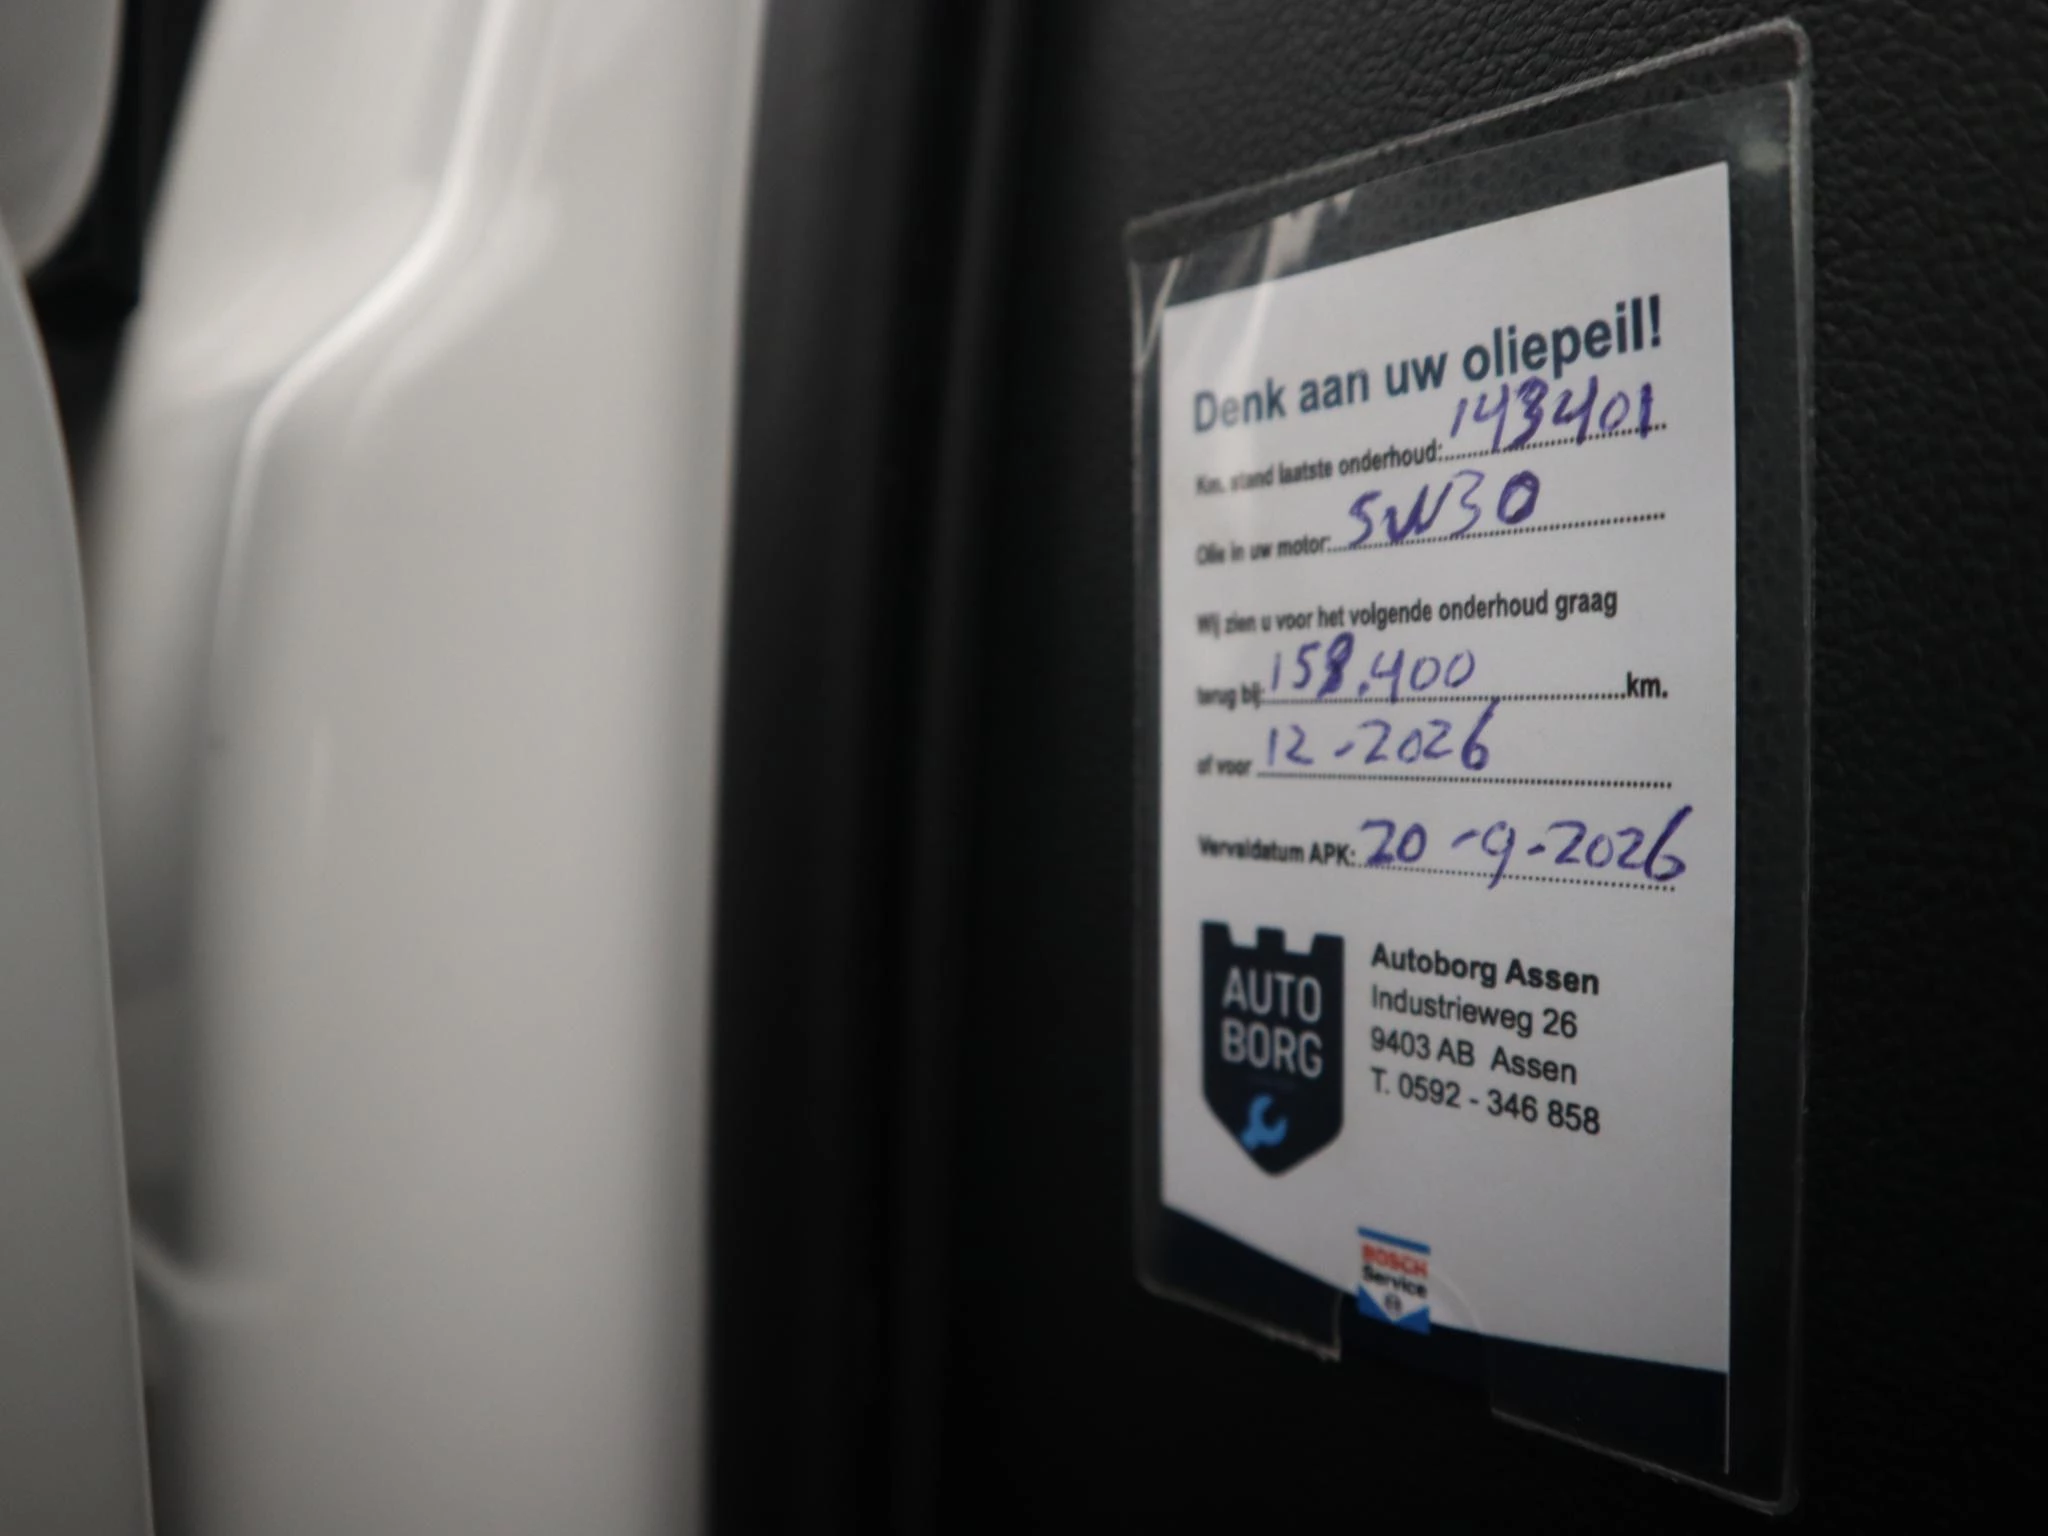 Denk aan uw oliepeil!
Km. stand laatste onderhoud: 143401
Olie in uw motor: 5W30
Wij zien u voor het volgende onderhoud graag
terug bij: 158.400 km.
of voor 12-2026
Vervaldatum APK: 20-9-2026
AUTO
BORG
Autoborg Assen
Industrieweg 26
9403 AB Assen
T. 0592 - 346 858
BOSCH
Service